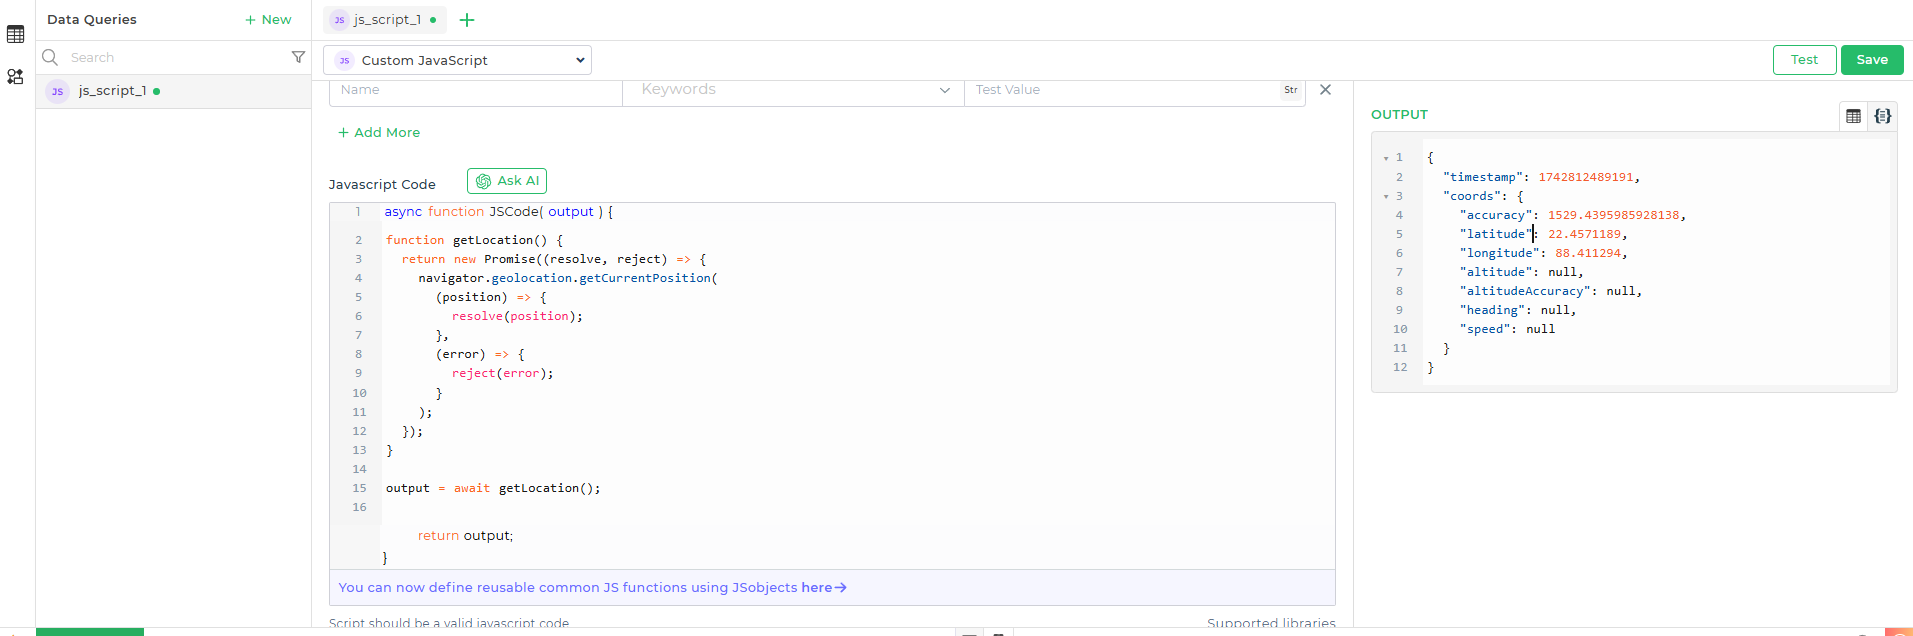 Data Queries
+ New
Search
JS js_script_1
JS js_script_1 +
JS Custom JavaScript
Test
Save
Name
Keywords
Test Value
Str
+ Add More
Javascript Code
Ask AI
1 async function JSCode( output ) {
2 function getLocation() {
3 return new Promise((resolve, reject) => {
4 navigator.geolocation.getCurrentPosition(
5 (position) => {
6 resolve(position);
7 },
8 (error) => {
9 reject(error);
10 }
11 );
12 });
13 }
14
15 output = await getLocation();
16
return output;
}
You can now define reusable common JS functions using JSobjects here→
Script should be a valid javascript code
Supported libraries
OUTPUT
1 {
2 "timestamp": 1742812489191,
3 "coords": {
4 "accuracy": 1529.4395985928138,
5 "latitude": 22.4571189,
6 "longitude": 88.411294,
7 "altitude": null,
8 "altitudeAccuracy": null,
9 "heading": null,
10 "speed": null
11 }
12 }